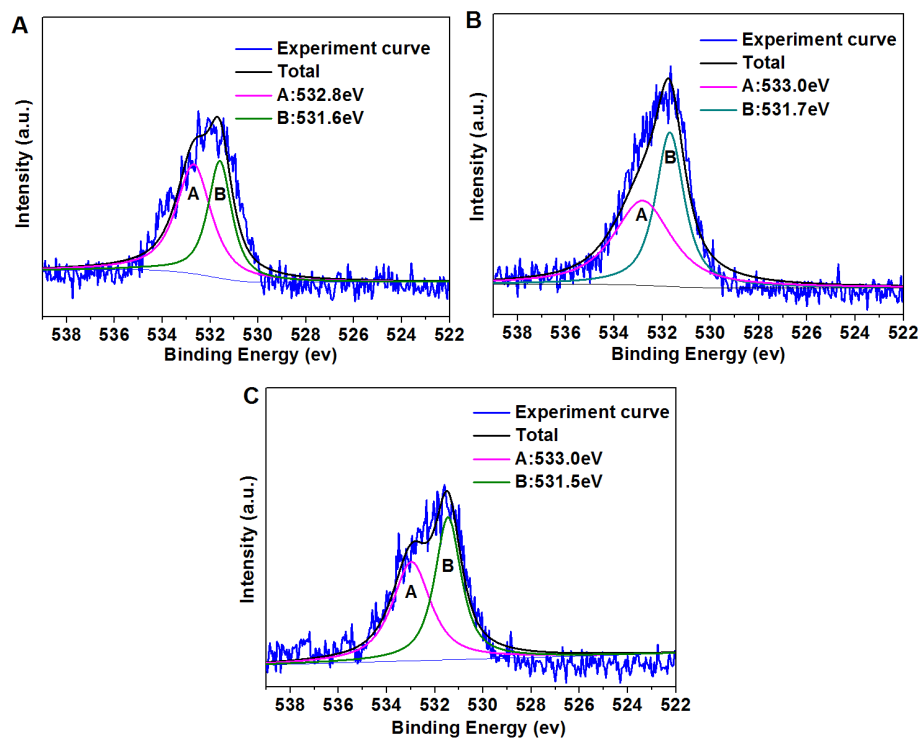 A
Experiment curve
Total
A:532.8eV
B:531.6eV
A
B
Intensity (a.u.)
538 536 534 532 530 528 526 524 522
Binding Energy (ev)
B
Experiment curve
Total
A:533.0eV
B:531.7eV
B
A
Intensity (a.u.)
538 536 534 532 530 528 526 524 522
Binding Energy (ev)
C
Experiment curve
Total
A:533.0eV
B:531.5eV
A
B
Intensity (a.u.)
538 536 534 532 530 528 526 524 522
Binding Energy (ev)